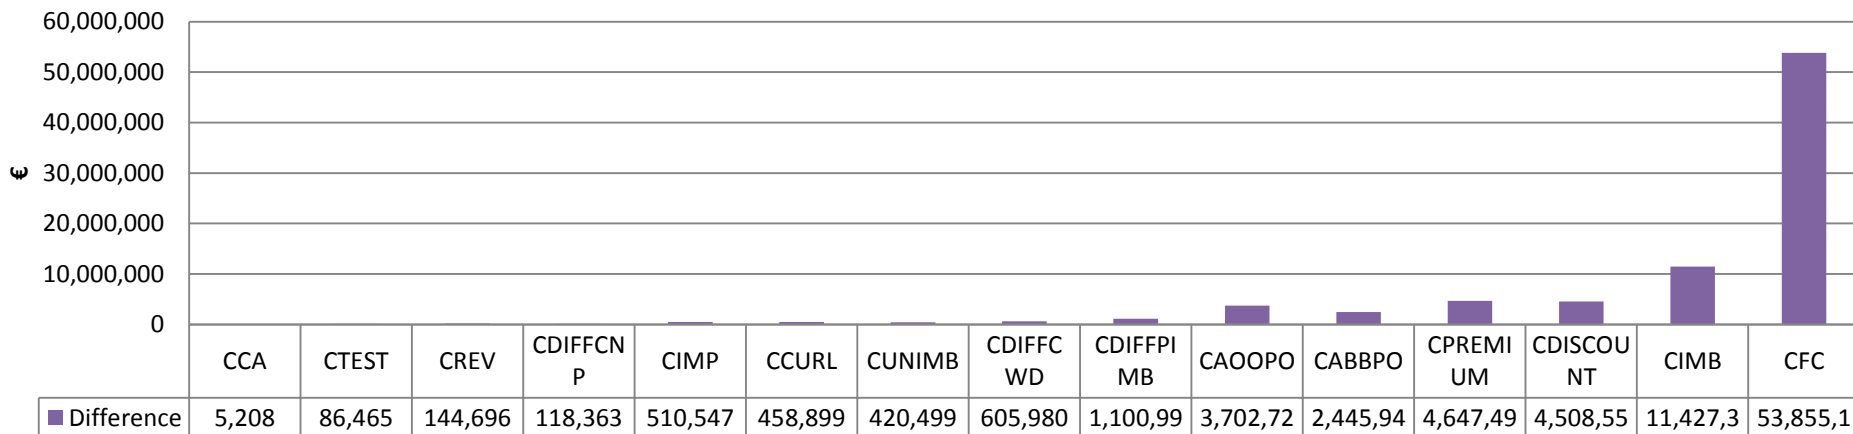 60,000,000
50,000,000
40,000,000
€ 30,000,000
20,000,000
10,000,000
0
CCA CTEST CREV CDIFFCN CIMP CCURL CUNIMB CDIFFC CDIFFPI CAOOPO CABBPO CPREMI CDISCOU CIMB CFC
P WD MB UM NT
Difference 5,208 86,465 144,696 118,363 510,547 458,899 420,499 605,980 1,100,99 3,702,72 2,445,94 4,647,49 4,508,55 11,427,3 53,855,1